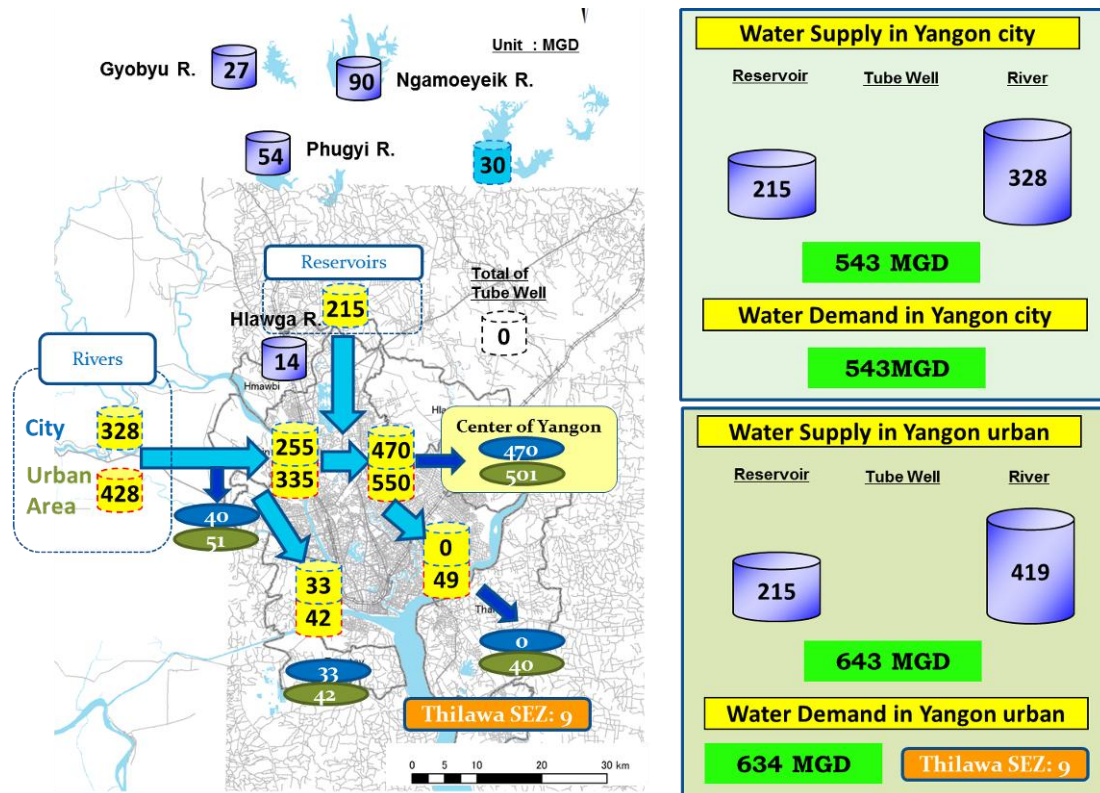 Unit : MGD
Gyobyu R.
27
90
Ngamoeyeik R.
54
Phugyi R.
30
Reservoirs
215
Total of
Tube Well
0
Hlawga R.
14
Hmawbi
Rivers
City
328
Urban
Area
428
40
51
255
335
470
550
Center of Yangon
470
501
33
42
0
49
33
42
0
40
Thilawa SEZ: 9
0 5 10 20 30 km
Water Supply in Yangon city
Reservoir Tube Well River
215
328
543 MGD
Water Demand in Yangon city
543MGD
Water Supply in Yangon urban
Reservoir Tube Well River
215
419
643 MGD
Water Demand in Yangon urban
634 MGD
Thilawa SEZ: 9